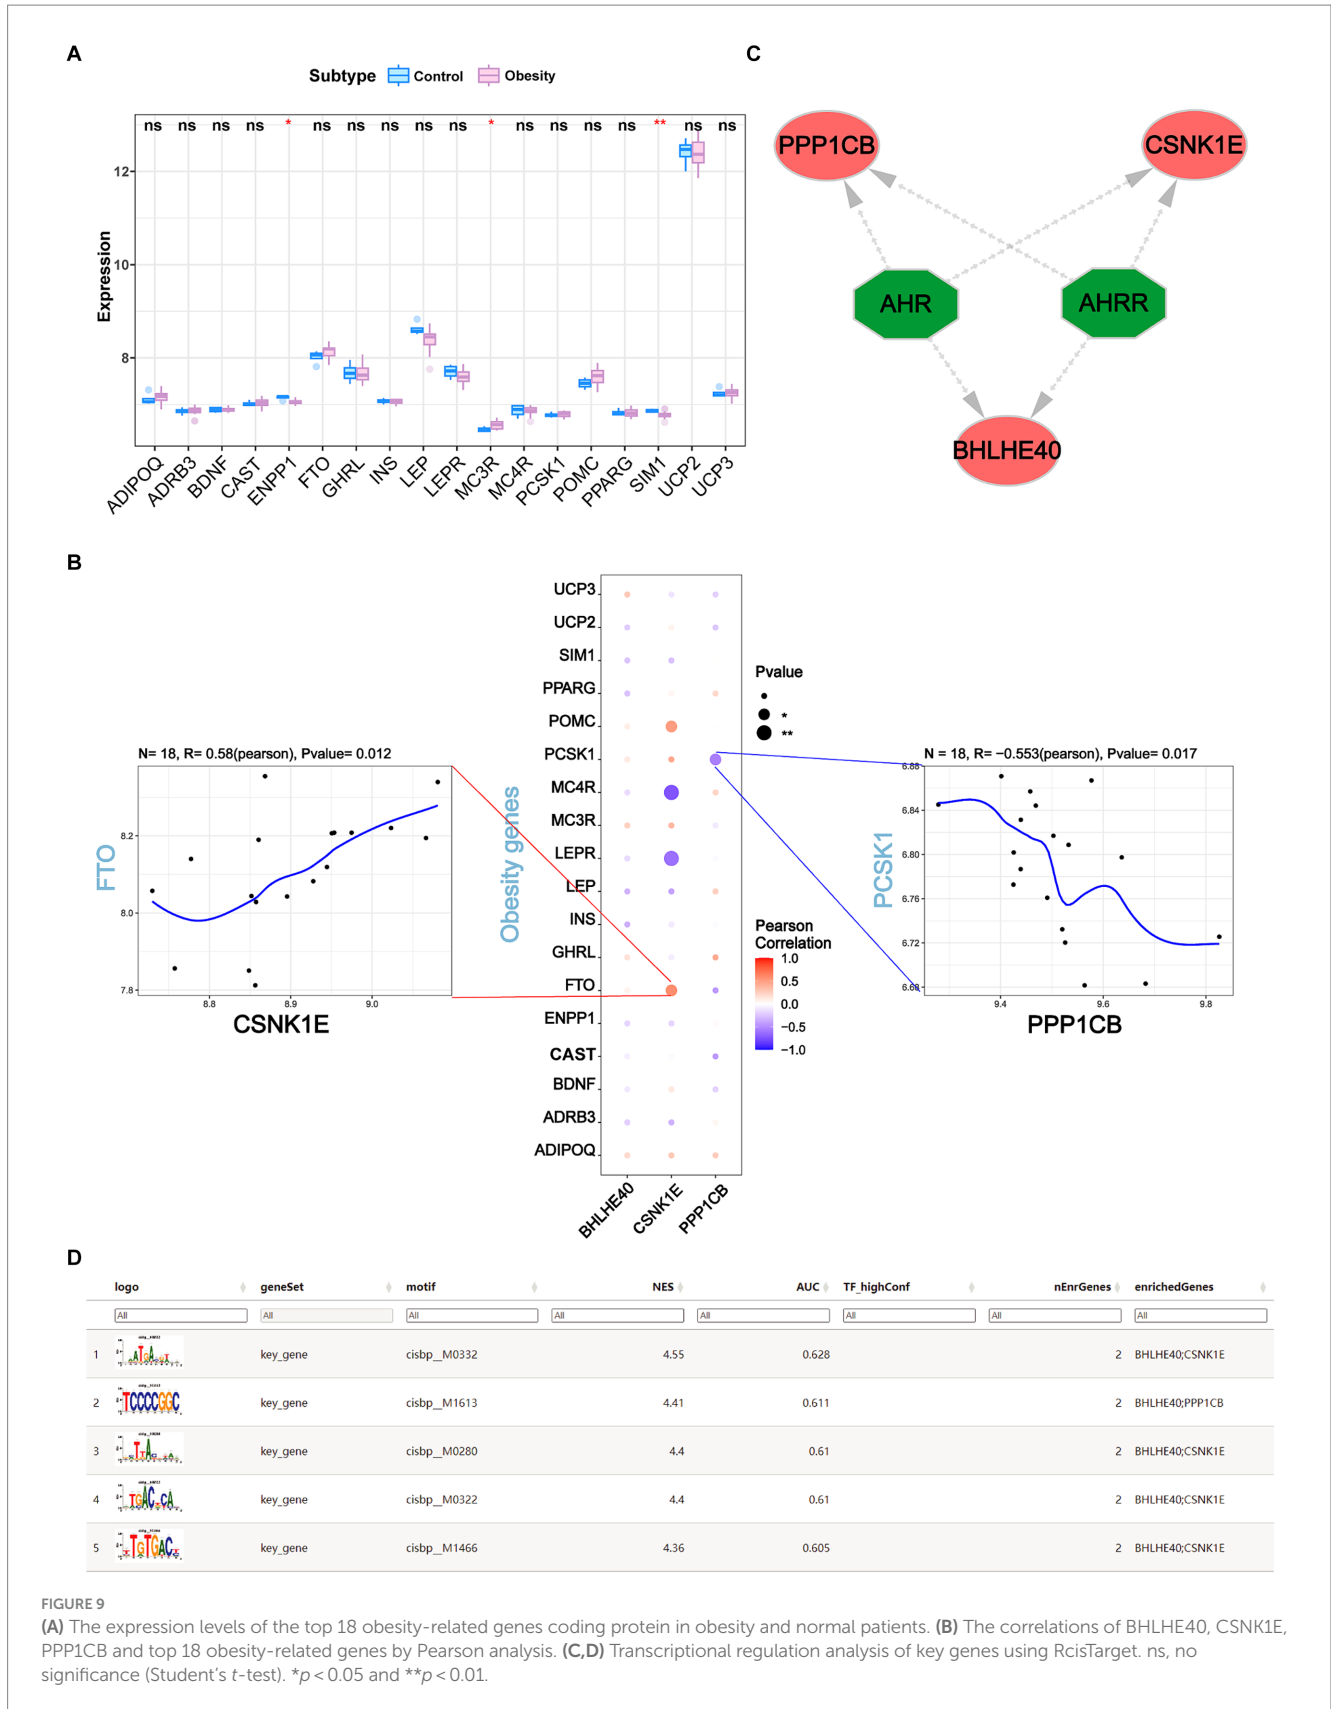 A
Subtype Control Obesity
ns ns ns ns * ns ns ns ns ns * ns ns ns ns ** ns ns
Expression
12
10
8
ADIPOQ ADRB3 BDNF CAST ENPP1 FTO GHRL INS LEP LEPR MC3R MC4R PCSK1 POMC PPARG SIM1 UCP2 UCP3
C
PPP1CB
CSNK1E
AHR
AHRR
BHLHE40
B
Obesity genes
UCP3
UCP2
SIM1
PPARG
POMC
PCSK1
MC4R
MC3R
LEPR
LEP
INS
GHRL
FTO
ENPP1
CAST
BDNF
ADRB3
ADIPOQ
BHLHE40 CSNK1E PPP1CB
Pvalue
*
**
Pearson
Correlation
1.0
0.5
0.0
−0.5
−1.0
N= 18, R= 0.58(pearson), Pvalue= 0.012
FTO
8.2
8.0
7.8
8.8 8.9 9.0
CSNK1E
N = 18, R= −0.553(pearson), Pvalue= 0.017
PCSK1
6.88
6.84
6.80
6.76
6.72
6.68
9.4 9.6 9.8
PPP1CB
D
logo geneSet motif NES AUC TF_highConf nEnrGenes enrichedGenes
All All All All All All All All
1 key_gene cisbp__M0332 4.55 0.628 2 BHLHE40;CSNK1E
2 TCCCCGGC key_gene cisbp__M1613 4.41 0.611 2 BHLHE40;PPP1CB
3 key_gene cisbp__M0280 4.4 0.61 2 BHLHE40;CSNK1E
4 key_gene cisbp__M0322 4.4 0.61 2 BHLHE40;CSNK1E
5 key_gene cisbp__M1466 4.36 0.605 2 BHLHE40;CSNK1E
FIGURE 9
(A) The expression levels of the top 18 obesity-related genes coding protein in obesity and normal patients. (B) The correlations of BHLHE40, CSNK1E,
PPP1CB and top 18 obesity-related genes by Pearson analysis. (C,D) Transcriptional regulation analysis of key genes using RcisTarget. ns, no
significance (Student's t-test). *p < 0.05 and **p < 0.01.